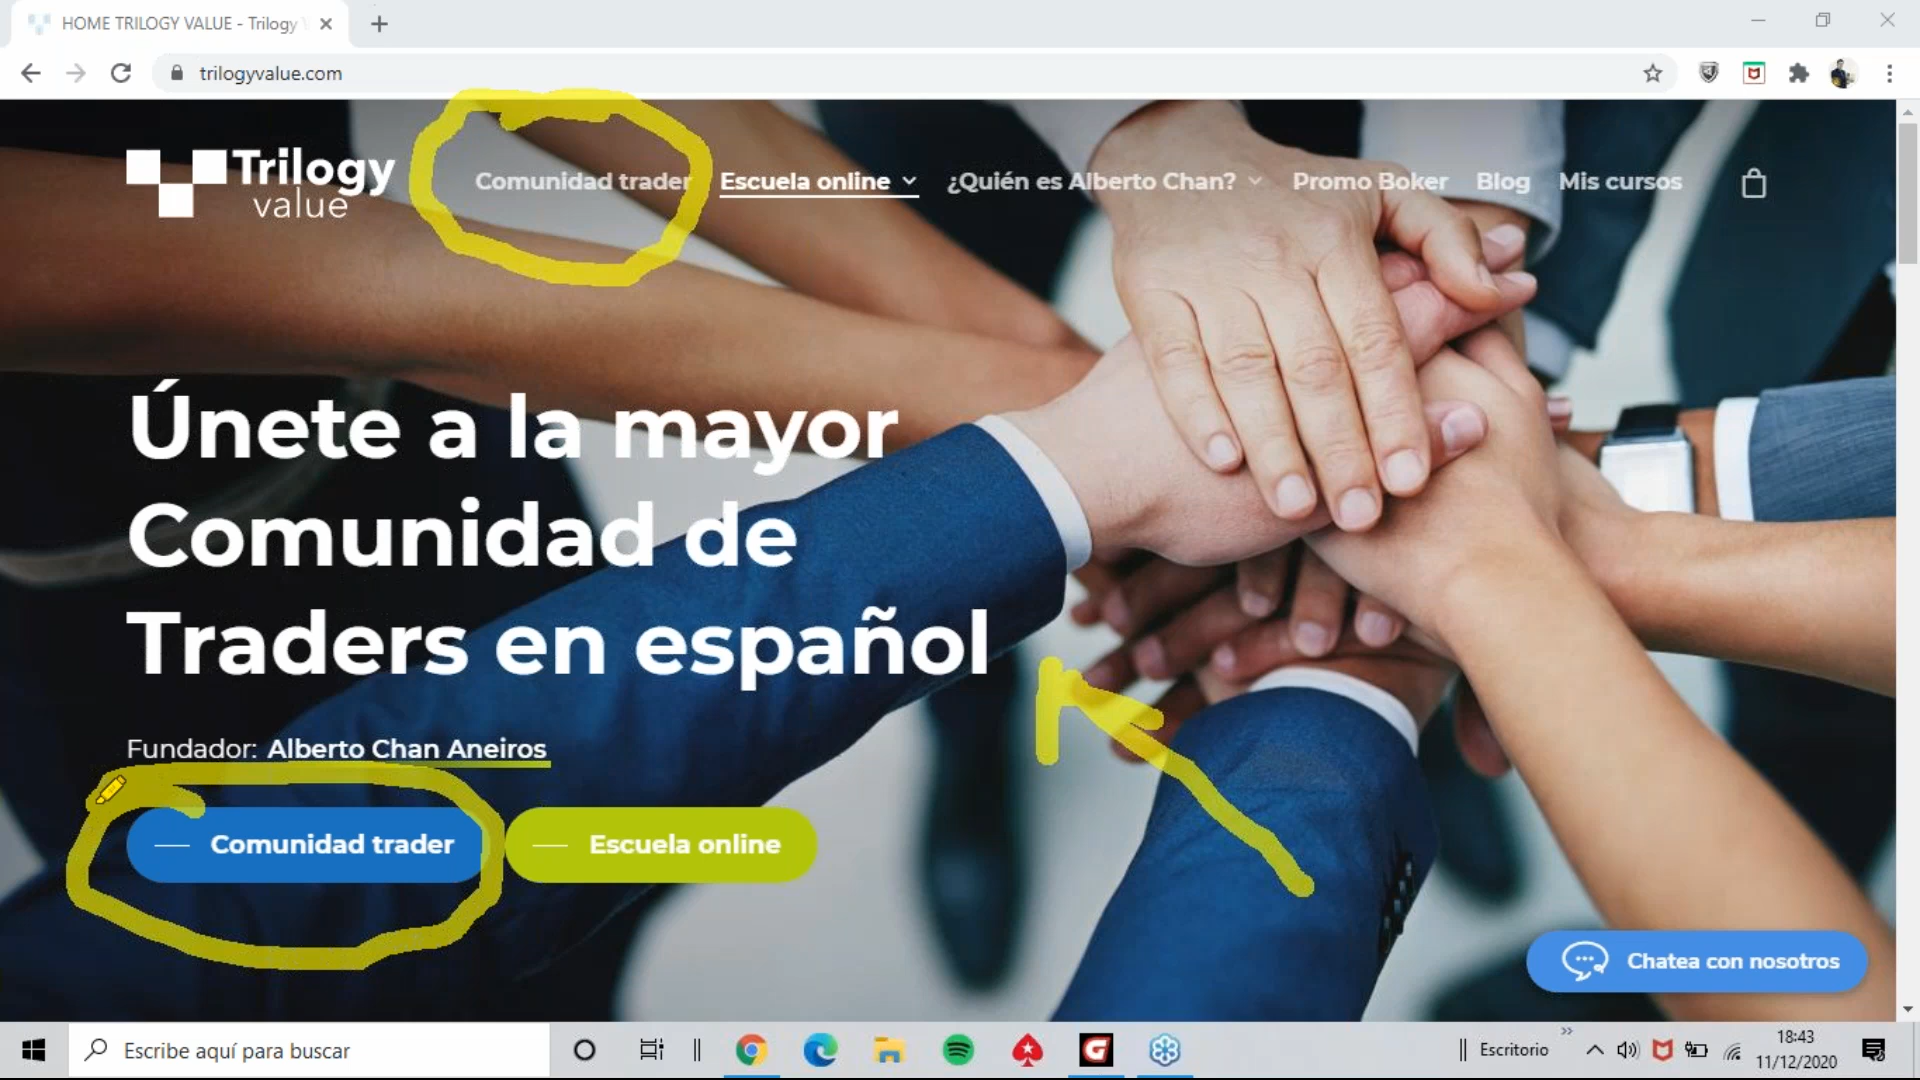 HOME TRILOGY VALUE - Trilogy
trilogyvalue.com
Trilogy
value
Comunidad trader
Escuela online
¿Quién es Alberto Chan?
Promo Boker
Blog
Mis cursos
Únete a la mayor
Comunidad de
Traders en español
Fundador: Alberto Chan Aneiros
Comunidad trader
Escuela online
Chatea con nosotros
Escribe aquí para buscar
Escritorio
18:43
11/12/2020